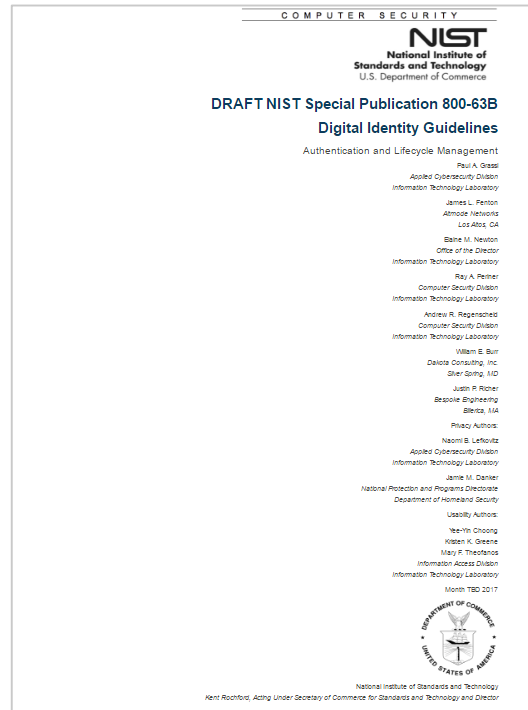 COMPUTER SECURITY
NIST
National Institute of
Standards and Technology
U.S. Department of Commerce
DRAFT NIST Special Publication 800-63B
Digital Identity Guidelines
Authentication and Lifecycle Management
Paul A. Grassi
Applied Cybersecurity Division
Information Technology Laboratory
James L. Fenton
Altmode Networks
Los Altos, CA
Elaine M. Newton
Office of the Director
Information Technology Laboratory
Ray A. Perlner
Computer Security Division
Information Technology Laboratory
Andrew R. Regenscheid
Computer Security Division
Information Technology Laboratory
William E. Burr
Dakota Consulting, Inc.
Silver Spring, MD
Justin P. Richer
Bespoke Engineering
Billerica, MA
Privacy Authors:
Naomi B. Lefkovitz
Applied Cybersecurity Division
Information Technology Laboratory
Jamie M. Danker
National Protection and Programs Directorate
Department of Homeland Security
Usability Authors:
Yee-Yin Choong
Kristen K. Greene
Mary F. Theofanos
Information Access Division
Information Technology Laboratory
Month TBD 2017
DEPARTMENT OF COMMERCE
UNITED STATES OF AMERICA
National Institute of Standards and Technology
Kent Rochford, Acting Under Secretary of Commerce for Standards and Technology and Director